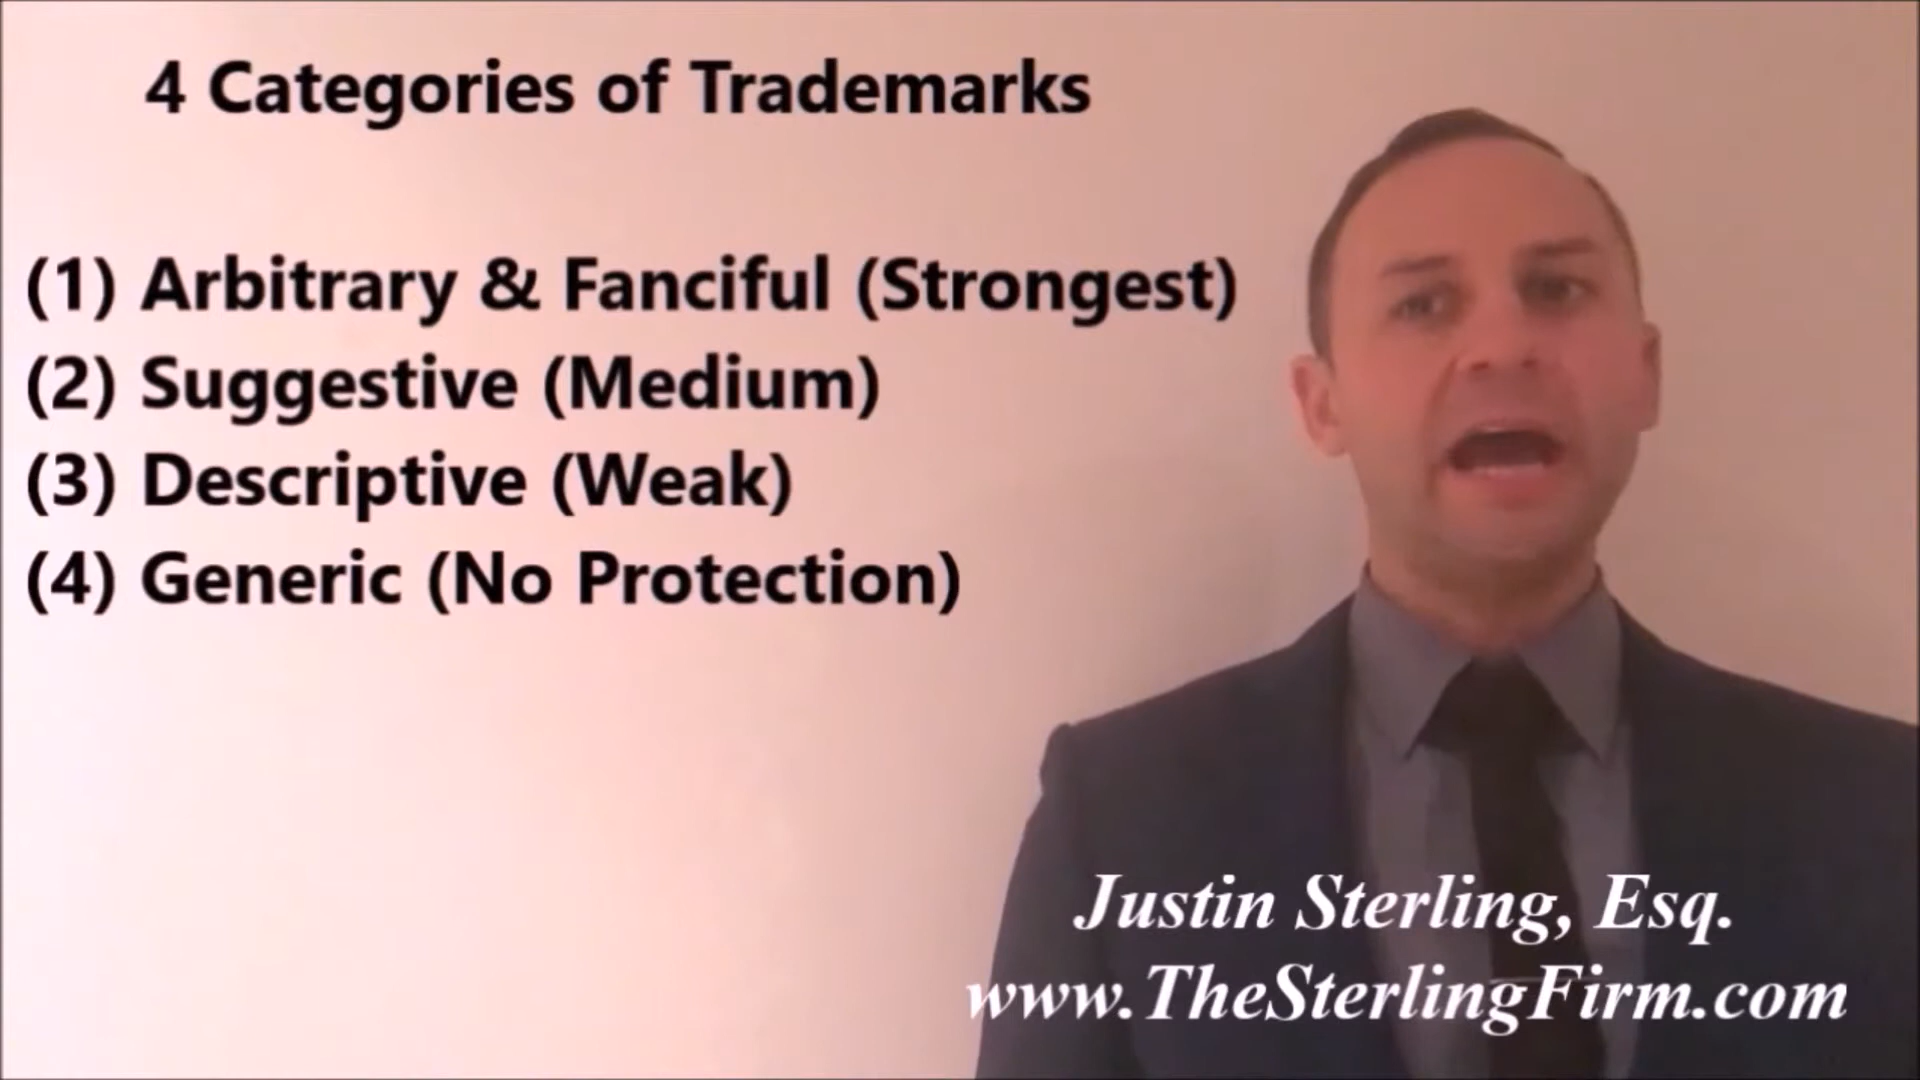 4 Categories of Trademarks
(1) Arbitrary & Fanciful (Strongest)
(2) Suggestive (Medium)
(3) Descriptive (Weak)
(4) Generic (No Protection)
Justin Sterling, Esq.
www.TheSterlingFirm.com